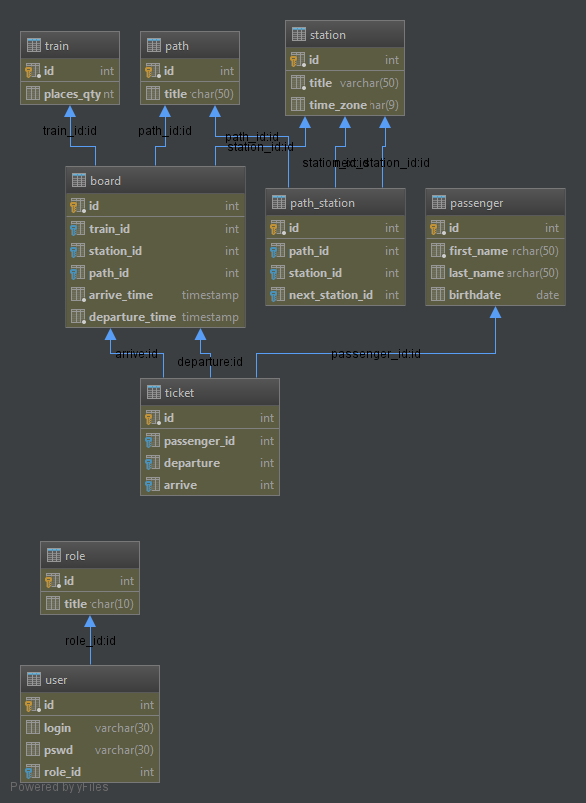 train
id int
places_qty nt
path
id int
title char(50)
station
id int
title varchar(50)
time_zone har(9)
train_id:id
path_id:id
path_id:id
station_id:id
station_id:id
next_station_id:id
board
id int
train_id int
station_id int
path_id int
arrive_time timestamp
departure_time timestamp
path_station
id int
path_id int
station_id int
next_station_id int
passenger
id int
first_name rchar(50)
last_name archar(50)
birthdate date
arrive:id
departure:id
passenger_id:id
ticket
id int
passenger_id int
departure int
arrive int
role
id int
title char(10)
role_id:id
user
id int
login varchar(30)
pswd varchar(30)
role_id int
Powered by yFiles